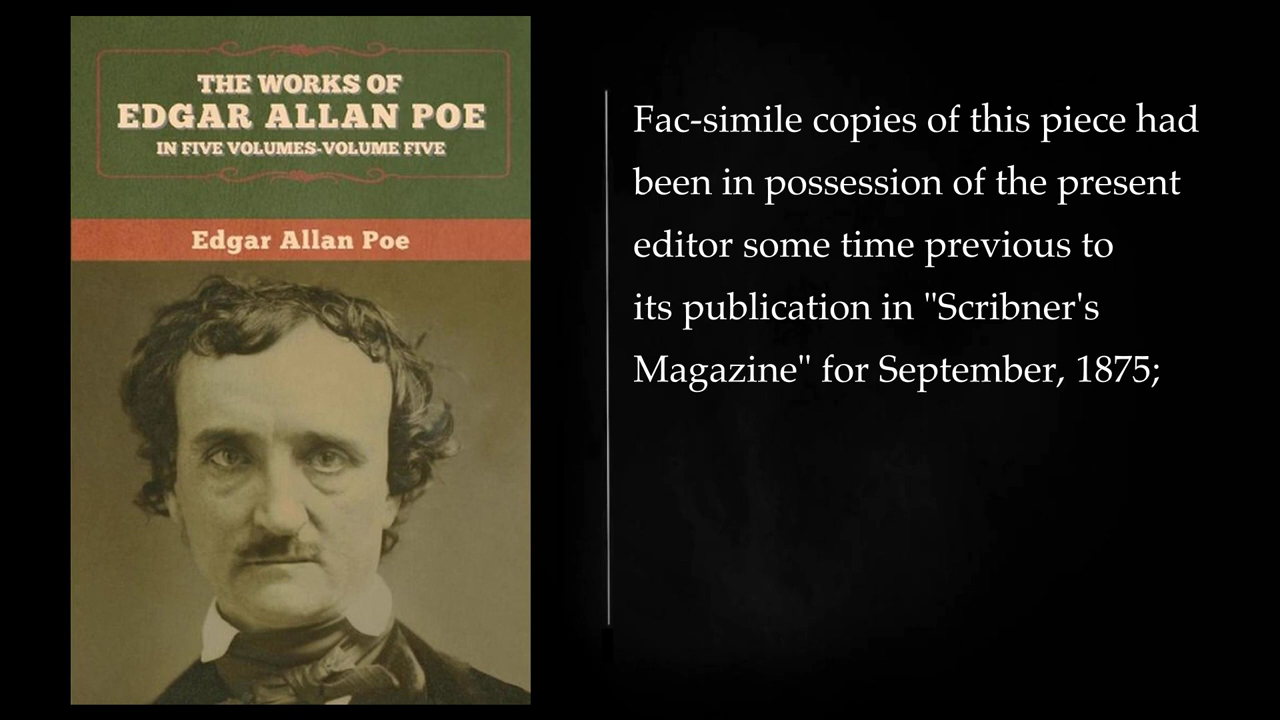 THE WORKS OF
EDGAR ALLAN POE
IN FIVE VOLUMES-VOLUME FIVE
Edgar Allan Poe
Fac-simile copies of this piece had
been in possession of the present
editor some time previous to
its publication in "Scribner's
Magazine" for September, 1875;